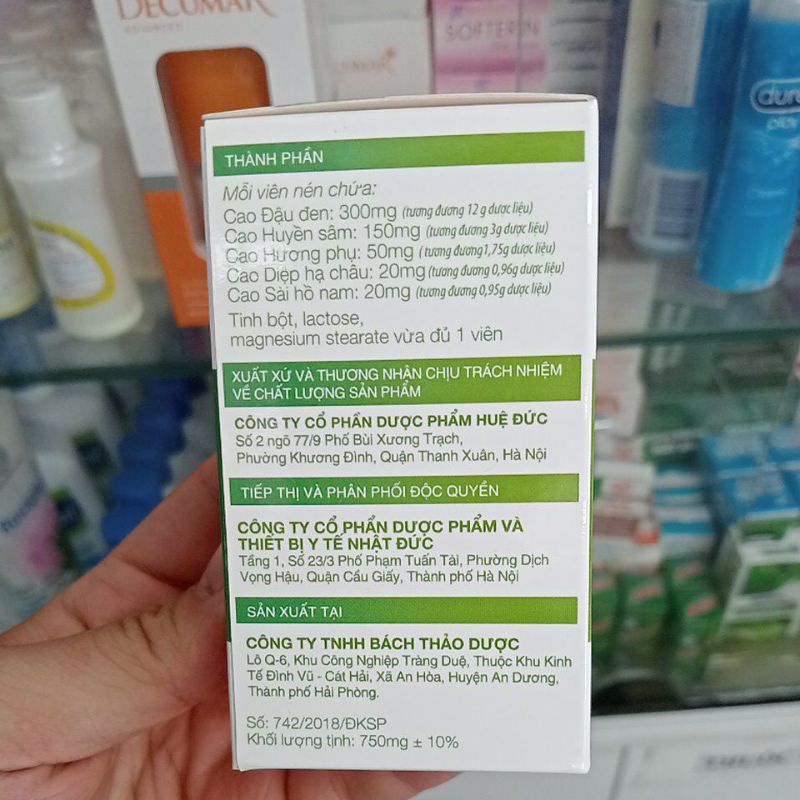 DECUMAR
ADVANCED
SOFTERIN
THÀNH PHẦN
Mỗi viên nén chứa:
Cao Đậu đen: 300mg (tương đương 12 g dược liệu)
Cao Huyền sâm: 150mg (tương đương 3g dược liệu)
Cao Hương phụ: 50mg (tương đương 1,75g dược liệu)
Cao Diệp hạ châu: 20mg (tương đương 0,96g dược liệu)
Cao Sài hồ nam: 20mg (tương đương 0,95g dược liệu)
Tinh bột, lactose,
magnesium stearate vừa đủ 1 viên
XUẤT XỨ VÀ THƯƠNG NHÂN CHỊU TRÁCH NHIỆM
VỀ CHẤT LƯỢNG SẢN PHẨM
CÔNG TY CỔ PHẦN DƯỢC PHẨM HUỆ ĐỨC
Số 2 ngõ 77/9 Phố Bùi Xương Trạch,
Phường Khương Đình, Quận Thanh Xuân, Hà Nội
TIẾP THỊ VÀ PHÂN PHỐI ĐỘC QUYỀN
CÔNG TY CỔ PHẨN DƯỢC PHẨM VÀ
THIẾT BỊ Y TẾ NHẬT ĐỨC
Tầng 1, Số 23/3 Phố Phạm Tuấn Tài, Phường Dịch
Vọng Hậu, Quận Cầu Giấy, Thành phố Hà Nội
SẢN XUẤT TẠI
CÔNG TY TNHH BÁCH THẢO DƯỢC
Lô Q-6, Khu Công Nghiệp Tràng Duệ, Thuộc Khu Kinh
Tế Đình Vũ - Cát Hải, Xã An Hòa, Huyện An Dương,
Thành phố Hải Phòng.
Số: 742/2018/ĐKSP
Khối lượng tịnh: 750mg ± 10%